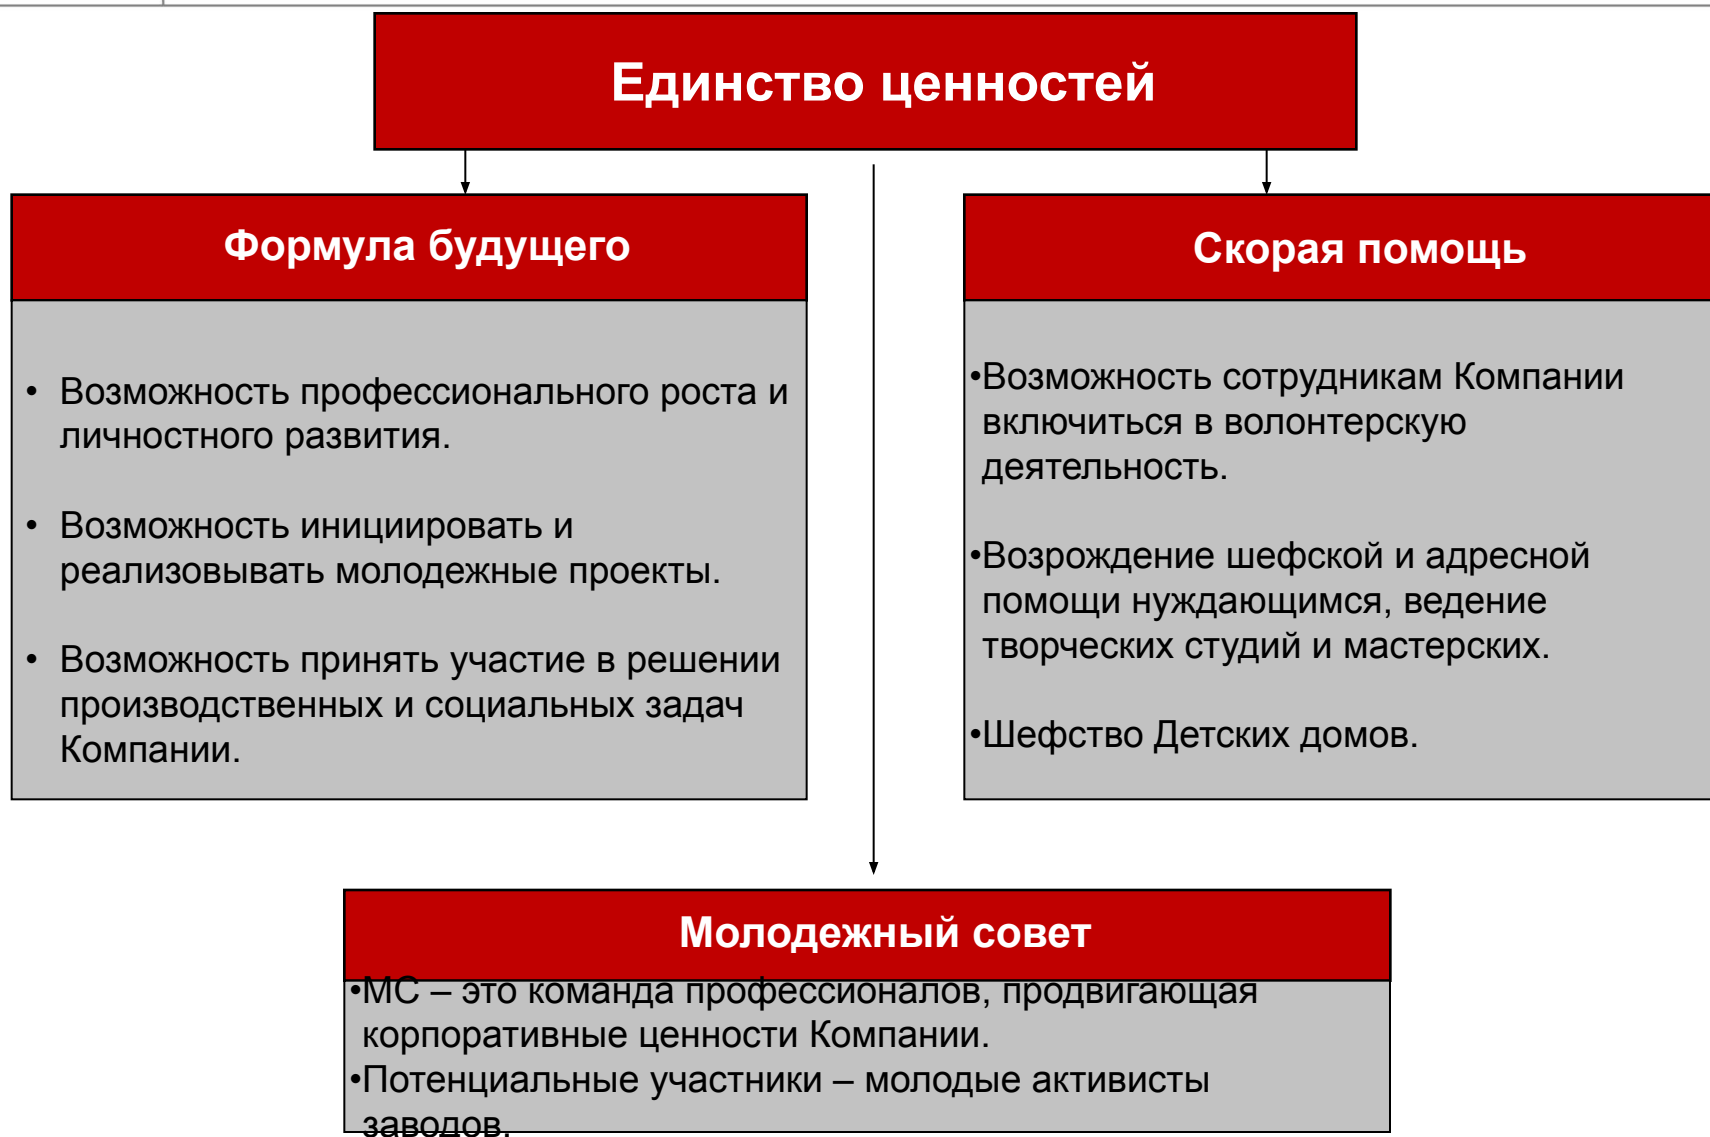 Единство ценностей
Формула будущего
• Возможность профессионального роста и
личностного развития.
• Возможность инициировать и
реализовывать молодежные проекты.
• Возможность принять участие в решении
производственных и социальных задач
Компании.
Скорая помощь
•Возможность сотрудникам Компании
включиться в волонтерскую
деятельность.
•Возрождение шефской и адресной
помощи нуждающимся, ведение
творческих студий и мастерских.
•Шефство Детских домов.
Молодежный совет
•МС – это команда профессионалов, продвигающая
корпоративные ценности Компании.
•Потенциальные участники – молодые активисты
заводов.